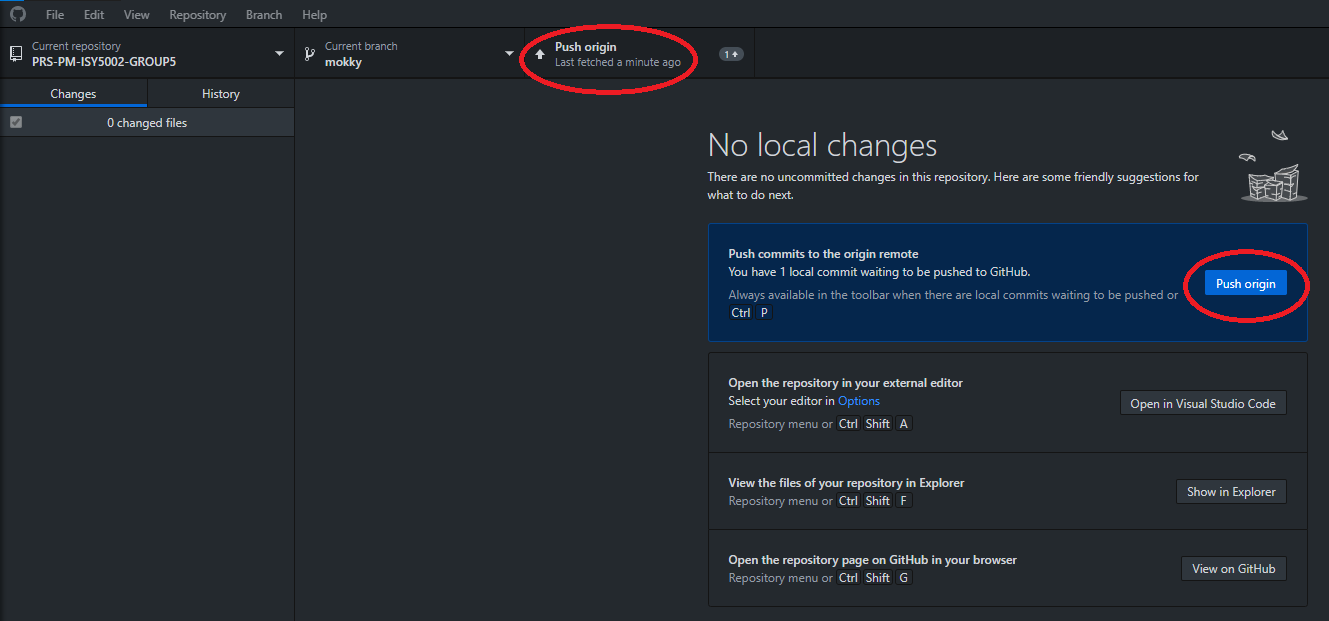 File Edit View Repository Branch Help
Current repository
PRS-PM-ISY5002-GROUP5
Current branch
mokky
Push origin
Last fetched a minute ago
1
Changes History
0 changed files
No local changes
There are no uncommitted changes in this repository. Here are some friendly suggestions for
what to do next.
Push commits to the origin remote
You have 1 local commit waiting to be pushed to GitHub.
Always available in the toolbar when there are local commits waiting to be pushed or
Ctrl P
Push origin
Open the repository in your external editor
Select your editor in Options
Repository menu or Ctrl Shift A
Open in Visual Studio Code
View the files of your repository in Explorer
Repository menu or Ctrl Shift F
Show in Explorer
Open the repository page on GitHub in your browser
Repository menu or Ctrl Shift G
View on GitHub